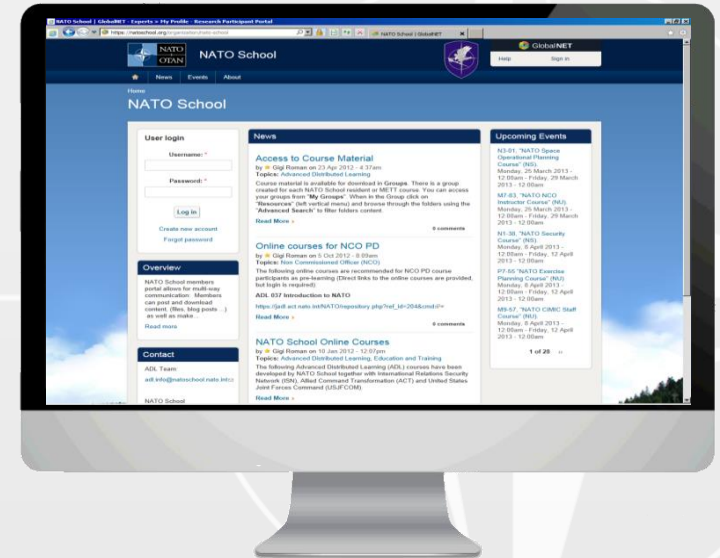 NATO School | GlobalNET - Experts > My Profile - Research Participant Portal
NATO School | GlobalNET
NATO
OTAN
NATO School
GlobalNET
Help Sign in
News Events About
Home
NATO School
User login
Username: *
Password: *
Log in
Create new account
Forgot password
Overview
NATO School members
portal allows for multi-way
communication. Members
can post and download
content. (files, blog posts ...)
as well as make...
Read more
Contact
ADL Team
NATO School
News
Access to Course Material
by Gigi Roman on 23 Apr 2012 - 4:37am
Topics: Advanced Distributed Learning
Course material is available for download in Groups. There is a group
created for each NATO School resident or METT course. You can access
your groups from "My Groups". When in the Group click on
"Resources" (left vertical menu) and browse through the folders using the
"Advanced Search" to filter folders content.
Read More ›
0 comments
Online courses for NCO PD
by Gigi Roman on 5 Oct 2012 - 8:09am
Topics: Non Commissioned Officer (NCO)
The following online courses are recommended for NCO PD course
participants as pre-learning (Direct links to the online courses are provided,
but login is required):
ADL 037 Introduction to NATO
Read More ›
0 comments
NATO School Online Courses
by Gigi Roman on 10 Jan 2012 - 12:07pm
Topics: Advanced Distributed Learning, Education and Training
The following Advanced Distributed Learning (ADL) courses have been
developed by NATO School together with International Relations Security
Network (ISN), Allied Command Transformation (ACT) and United States
Joint Forces Command (USJFCOM)
Read More ›
Upcoming Events
N3-01, "NATO Space
Operational Planning
Course" (NS).
Monday, 25 March 2013 -
12:00am - Friday, 29 March
2013 - 12:00am
M7-63, "NATO NCO
Instructor Course" (NU)
Monday, 25 March 2013 -
12:00am - Friday, 29 March
2013 - 12:00am
N1-38, "NATO Security
Course" (NS)
Monday, 8 April 2013 -
12:00am - Friday, 12 April
2013 - 12:00am
"NATO Exercise
Planning Course" (NU)
Monday, 8 April 2013 -
12:00am - Friday, 12 April
2013 - 12:00am
M9-57, "NATO CIMIC Staff
Course" (NU)
Monday, 8 April 2013 -
12:00am - Friday, 12 April
2013 - 12:00am
1 of 28 ››